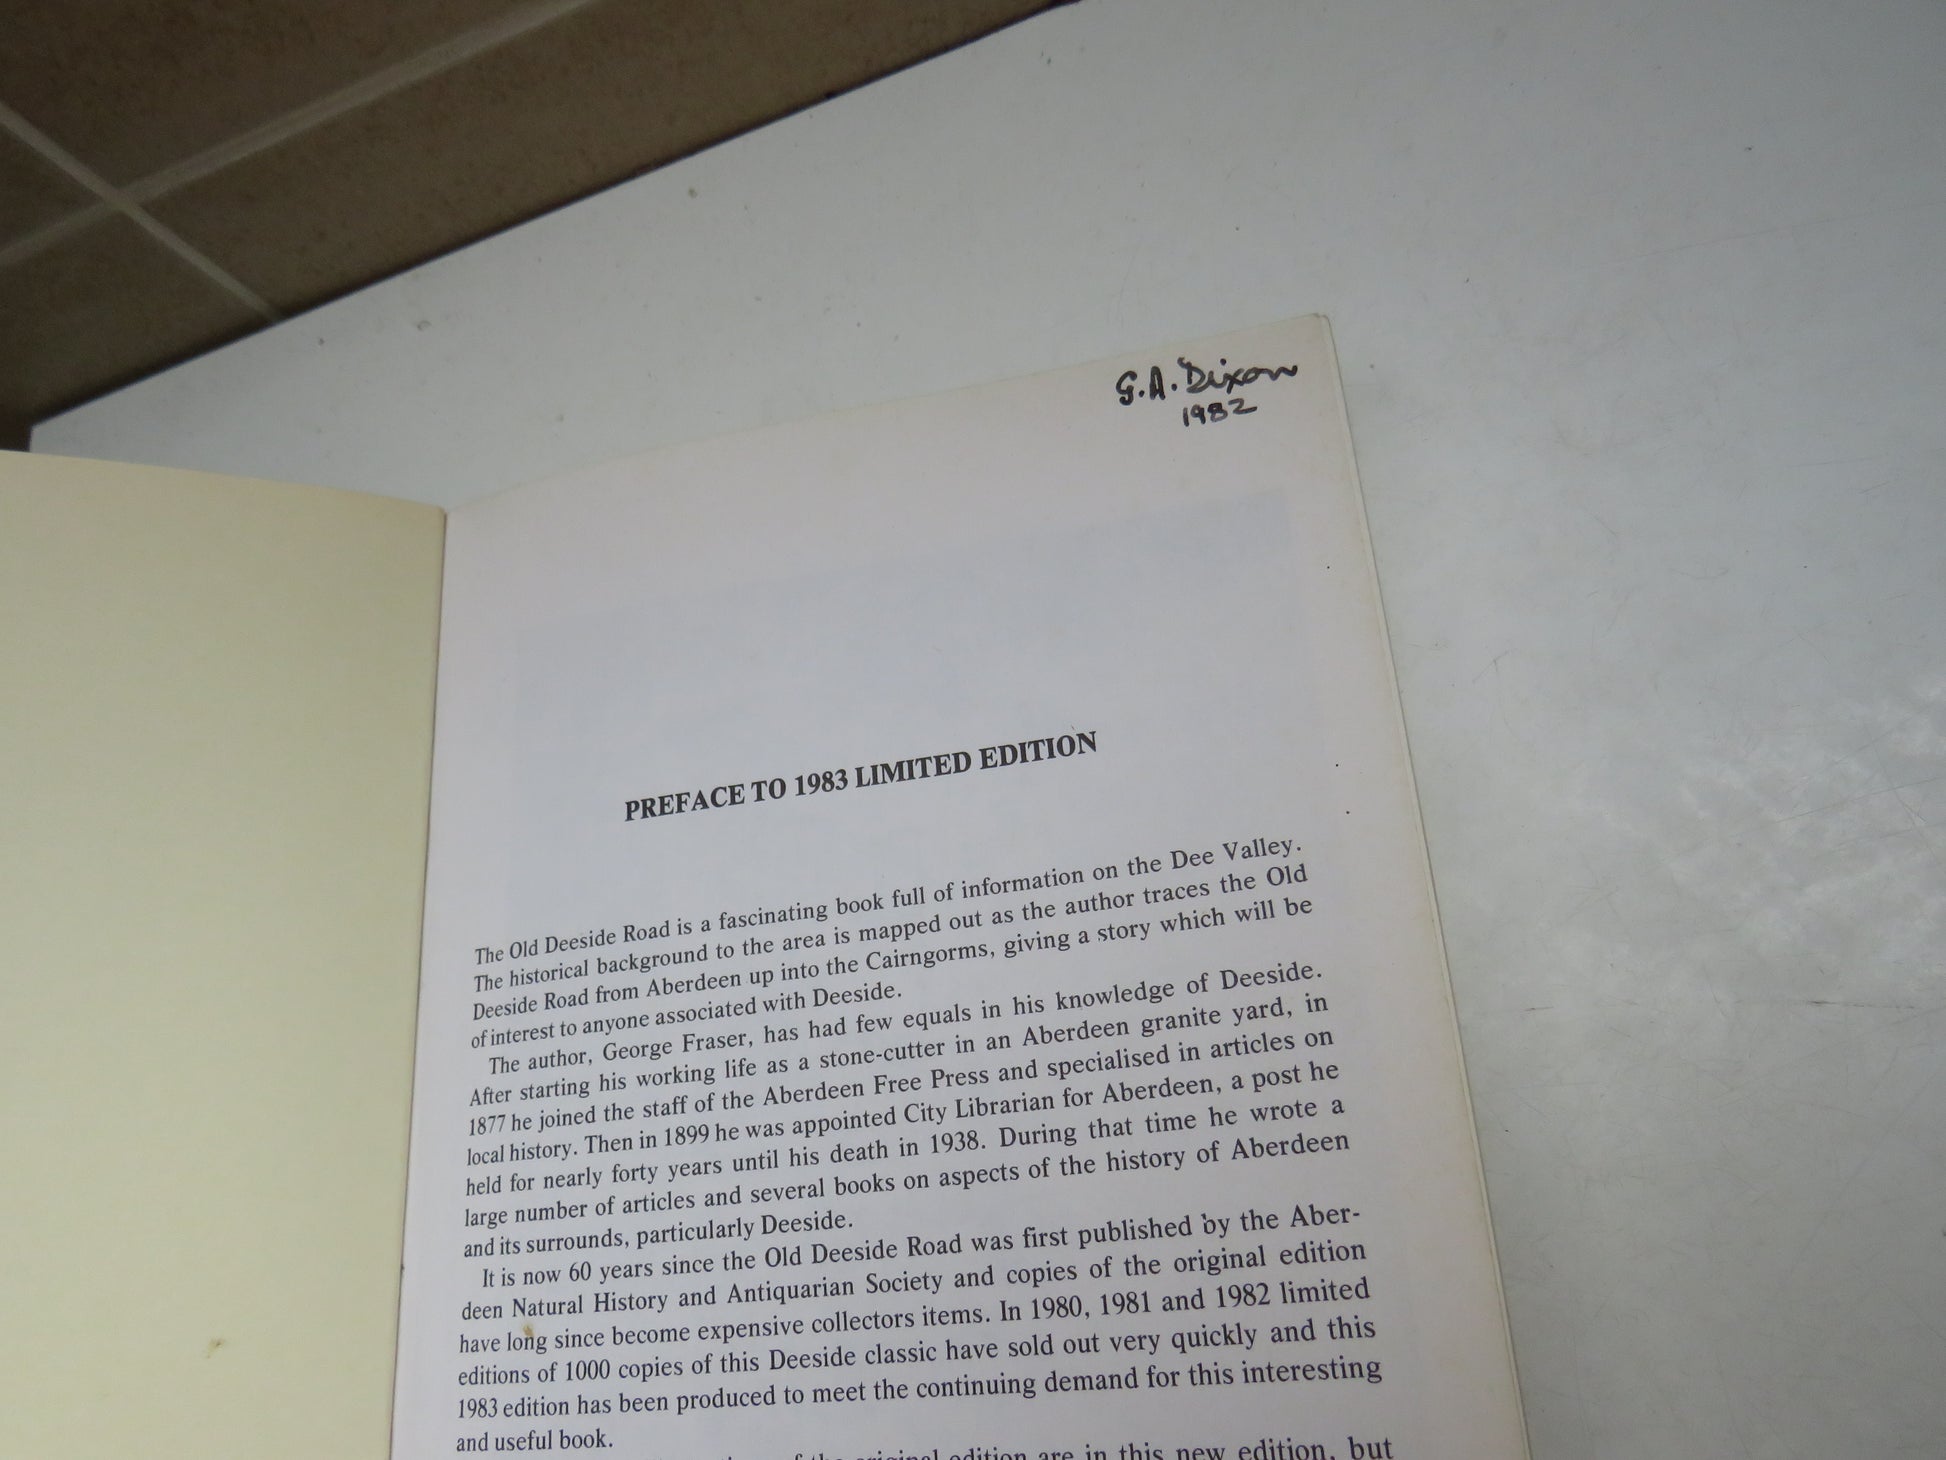 G.A. Dixon
1982
PREFACE TO 1983 LIMITED EDITION
The Old Deeside Road is a fascinating book full of information on the Dee Valley.
The historical background to the area is mapped out as the author traces the Old
Deeside Road from Aberdeen up into the Cairngorms, giving a story which will be
of interest to anyone associated with Deeside.
The author, George Fraser, has had few equals in his knowledge of Deeside.
After starting his working life as a stone-cutter in an Aberdeen granite yard, in
1877 he joined the staff of the Aberdeen Free Press and specialised in articles on
local history. Then in 1899 he was appointed City Librarian for Aberdeen, a post he
held for nearly forty years until his death in 1938. During that time he wrote a
large number of articles and several books on aspects of the history of Aberdeen
and its surrounds, particularly Deeside.
It is now 60 years since the Old Deeside Road was first published by the Aber-
deen Natural History and Antiquarian Society and copies of the original edition
have long since become expensive collectors items. In 1980, 1981 and 1982 limited
editions of 1000 copies of this Deeside classic have sold out very quickly and this
1983 edition has been produced to meet the continuing demand for this interesting
and useful book.
of the original edition are in this new edition, but